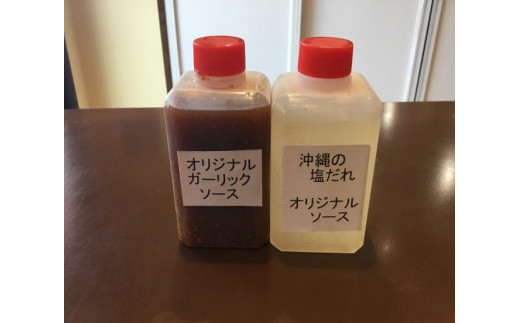 オリジナル
ガーリック
ソース
沖縄の
塩だれ
オリジナル
ソース